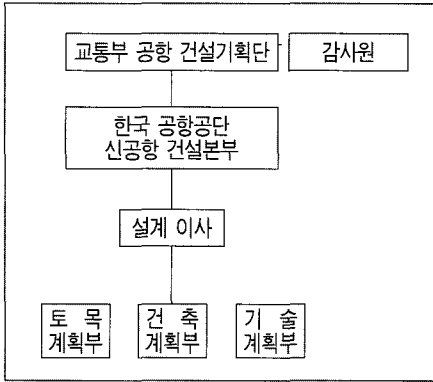 교통부 공항 건설기획단
감사원
한국 공항공단
신공항 건설본부
설계 이사
토 목
계획부
건 축
계획부
기 술
계획부